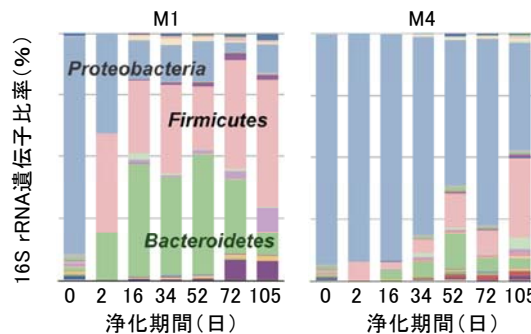 M1
M4
16S rRNA遺伝子比率(%)
Proteobacteria
Firmicutes
Bacteroidetes
0 2 16 34 52 72 105
0 2 16 34 52 72 105
浄化期間(日)
浄化期間(日)